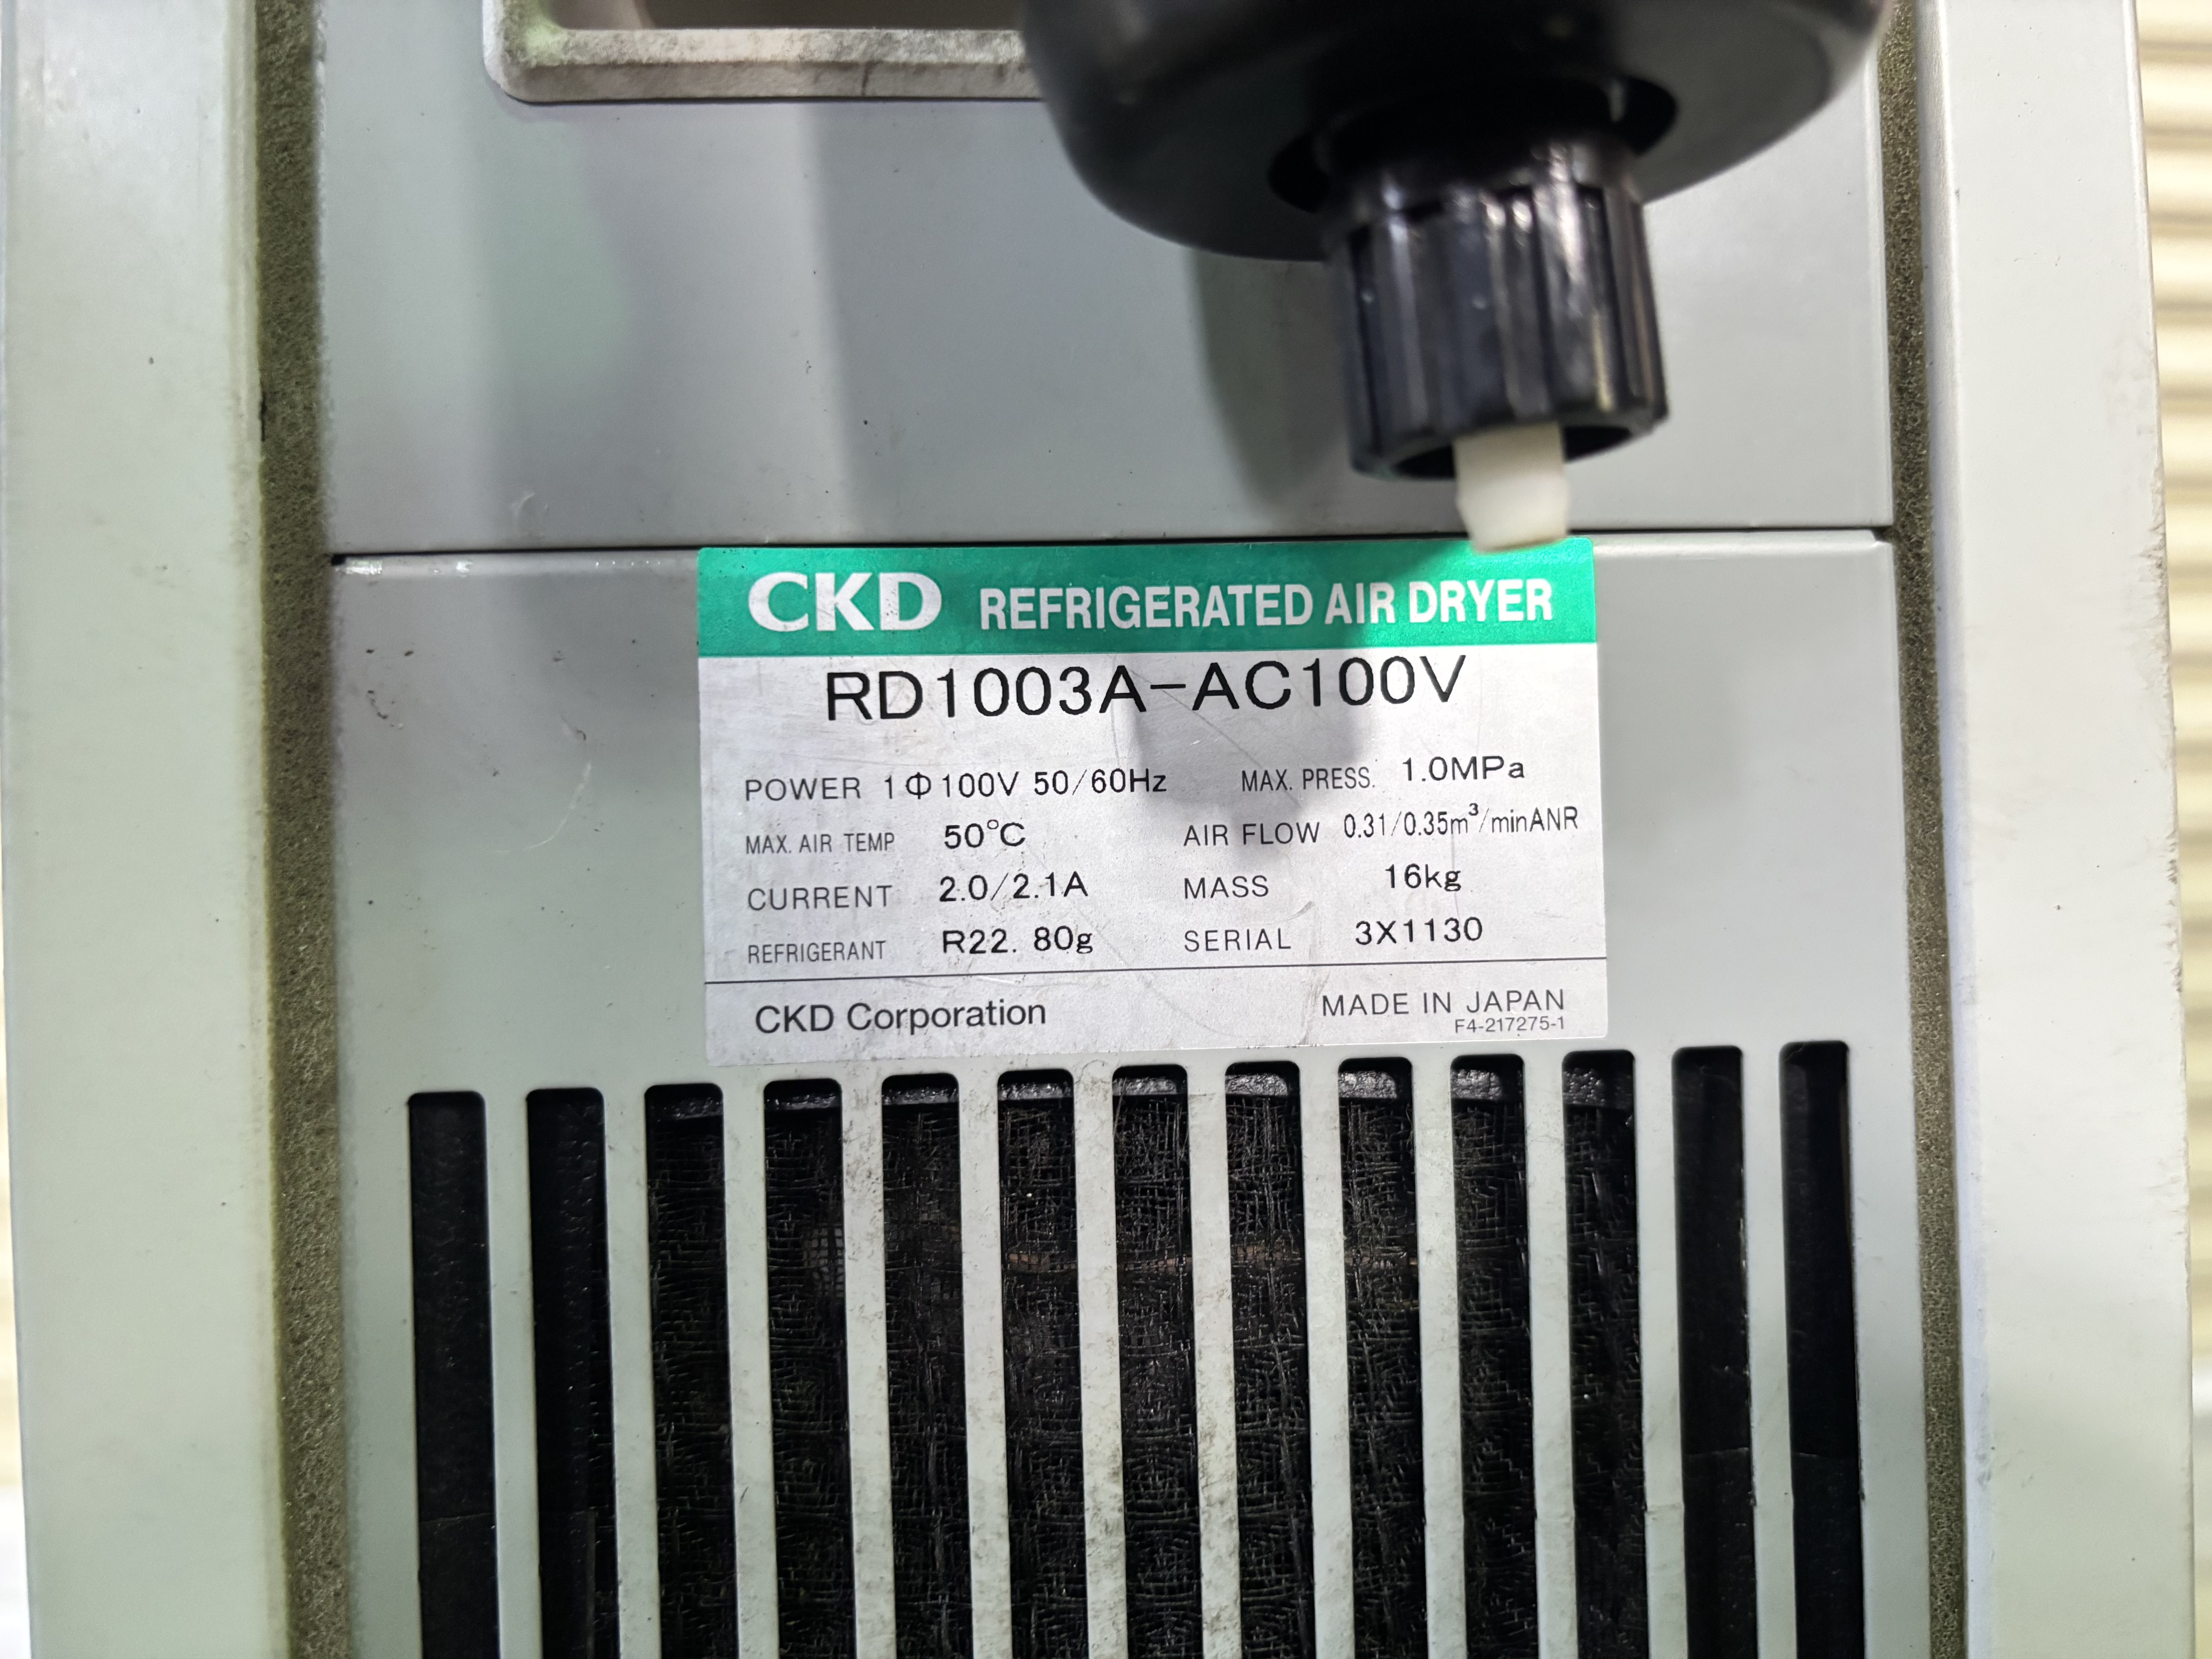 CKD REFRIGERATED AIR DRYER
RD1003A-AC100V
POWER 1Φ100V 50/60Hz MAX. PRESS. 1.0MPa
MAX. AIR TEMP 50°C AIR FLOW 0.31/0.35m³/minANR
CURRENT 2.0/2.1A MASS 16kg
REFRIGERANT R22. 80g SERIAL 3X1130
CKD Corporation MADE IN JAPAN
F4-217275-1